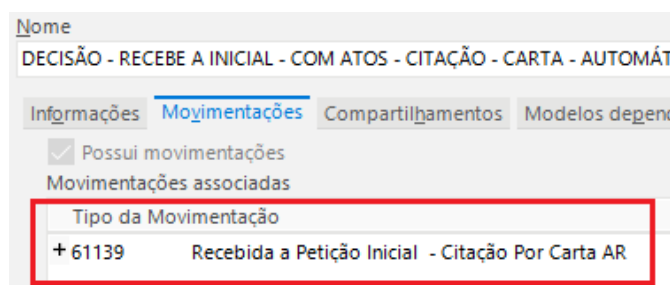 Nome
DECISÃO - RECEBE A INICIAL - COM ATOS - CITAÇÃO - CARTA - AUTOMÁT
Informações Movimentações Compartilhamentos Modelos depend
Possui movimentações
Movimentações associadas
Tipo da Movimentação
+ 61139 Recebida a Petição Inicial - Citação Por Carta AR